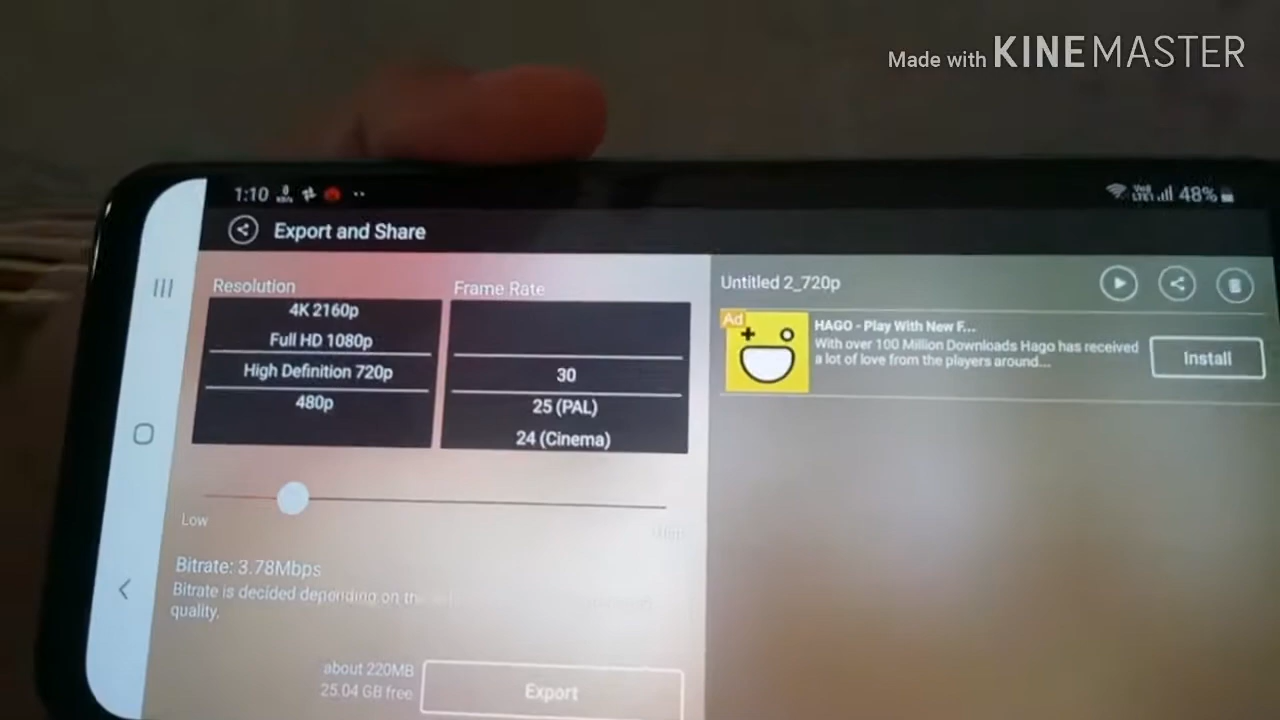 Made with KINEMASTER
1:10
48%
Export and Share
Resolution
4K 2160p
Full HD 1080p
High Definition 720p
480p
Frame Rate
30
25 (PAL)
24 (Cinema)
Low
Bitrate: 3.78Mbps
Bitrate is decided depending on
quality.
about 220MB
25.04 GB free
Export
Untitled 2_720p
Ad
HAGO - Play With New F...
With over 100 Million Downloads Hago has received
a lot of love from the players around...
Install